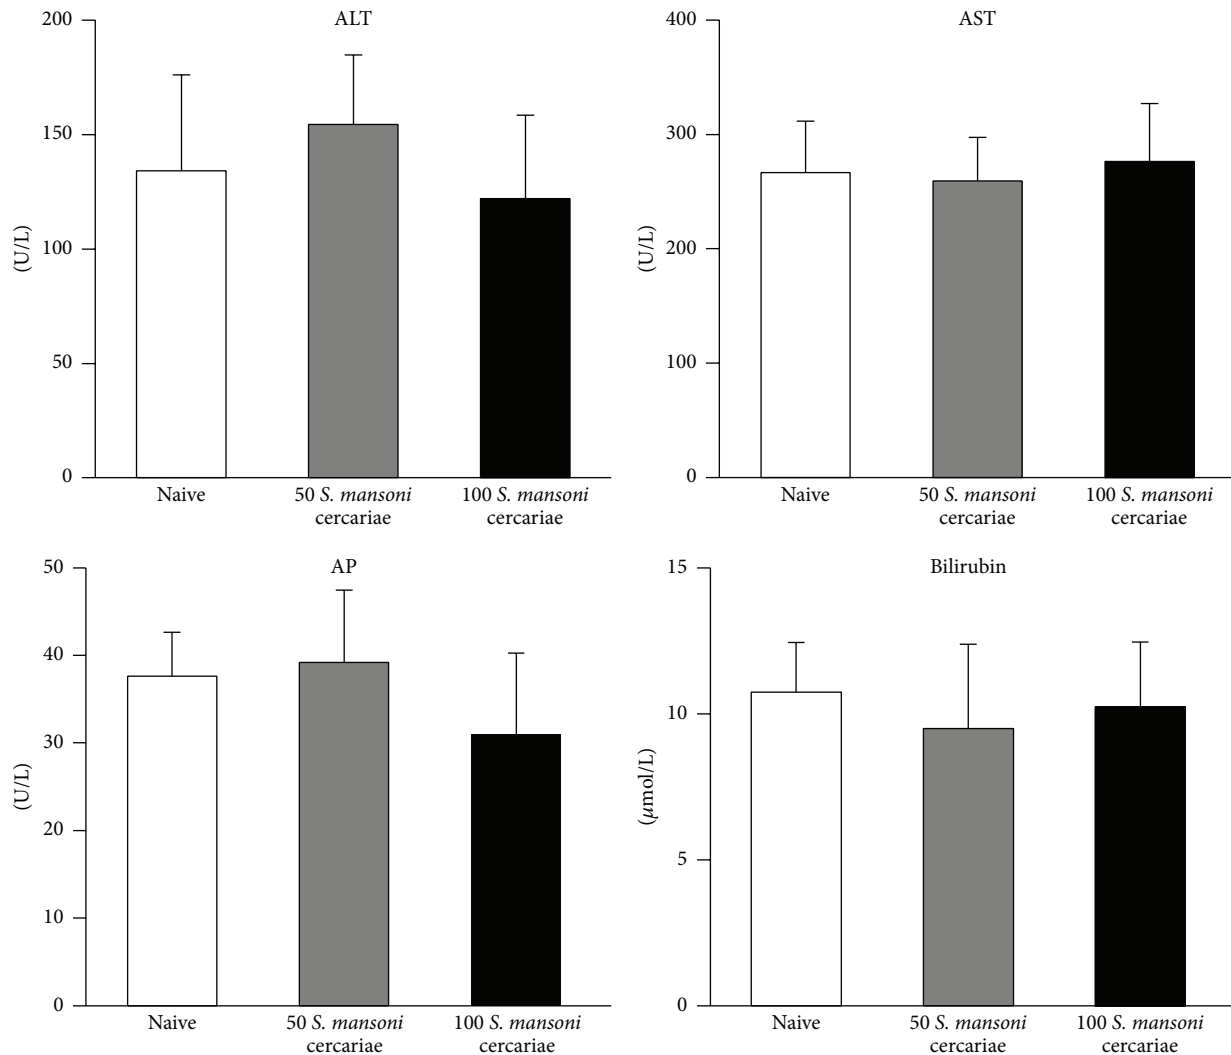 ALT
200
150
100
50
0
(U/L)
Naive
50 S. mansoni
cercariae
100 S. mansoni
cercariae
AST
400
300
200
100
0
(U/L)
Naive
50 S. mansoni
cercariae
100 S. mansoni
cercariae
AP
50
40
30
20
10
0
(U/L)
Naive
50 S. mansoni
cercariae
100 S. mansoni
cercariae
Bilirubin
15
10
5
0
(μmol/L)
Naive
50 S. mansoni
cercariae
100 S. mansoni
cercariae